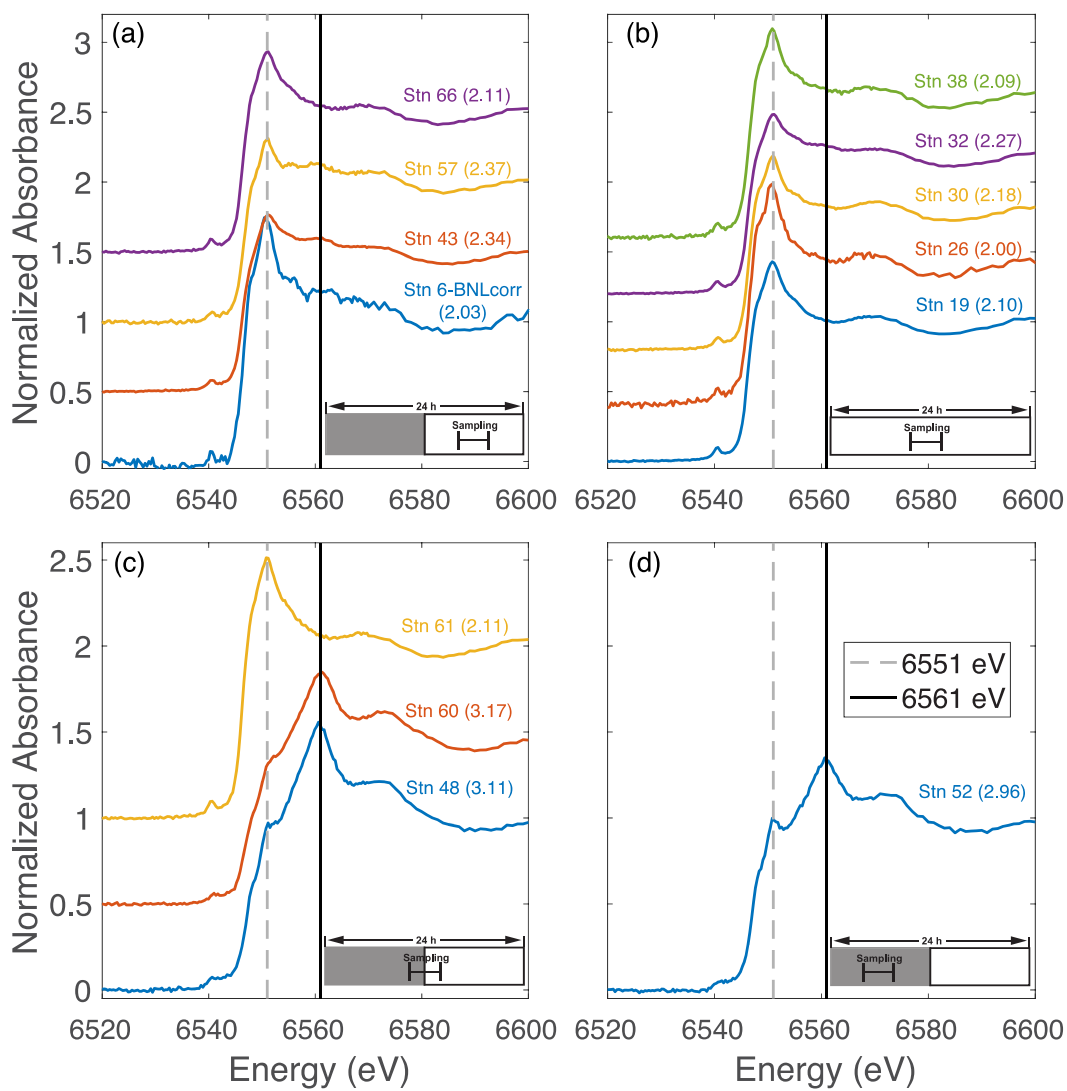 (a)
Normalized Absorbance
3
2.5
2
1.5
1
0.5
0
Stn 66 (2.11)
Stn 57 (2.37)
Stn 43 (2.34)
Stn 6-BNLcorr
(2.03)
24 h
Sampling
6520 6540 6560 6580 6600
(b)
Stn 38 (2.09)
Stn 32 (2.27)
Stn 30 (2.18)
Stn 26 (2.00)
Stn 19 (2.10)
24 h
Sampling
6520 6540 6560 6580 6600
(c)
Normalized Absorbance
2.5
2
1.5
1
0.5
0
Stn 61 (2.11)
Stn 60 (3.17)
Stn 48 (3.11)
24 h
Sampling
6520 6540 6560 6580 6600
Energy (eV)
(d)
6551 eV
6561 eV
Stn 52 (2.96)
24 h
Sampling
6520 6540 6560 6580 6600
Energy (eV)